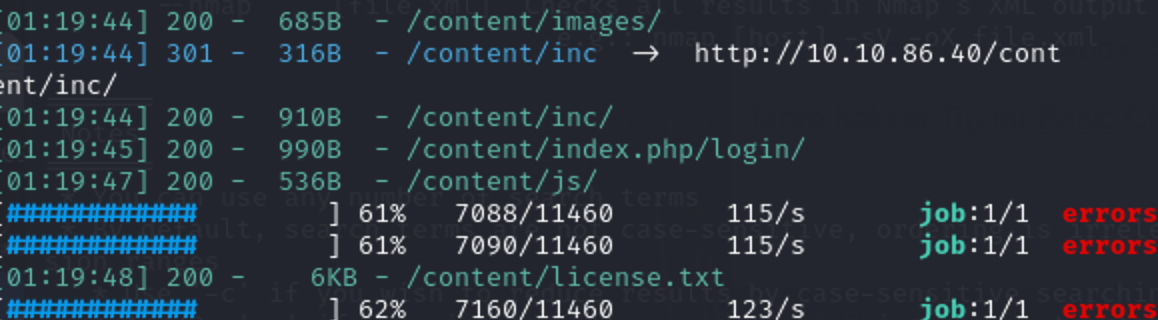 [01:19:44] 200 -  685B  - /content/images/
[01:19:44] 301 -  316B  - /content/inc  →  http://10.10.86.40/cont
ent/inc/
[01:19:44] 200 -  910B  - /content/inc/
[01:19:45] 200 -  990B  - /content/index.php/login/
[01:19:47] 200 -  536B  - /content/js/
[############        ] 61%   7088/11460       115/s       job:1/1  errors
[############        ] 61%   7090/11460       115/s       job:1/1  errors
[01:19:48] 200 -    6KB - /content/license.txt
[############        ] 62%   7160/11460       123/s       job:1/1  errors